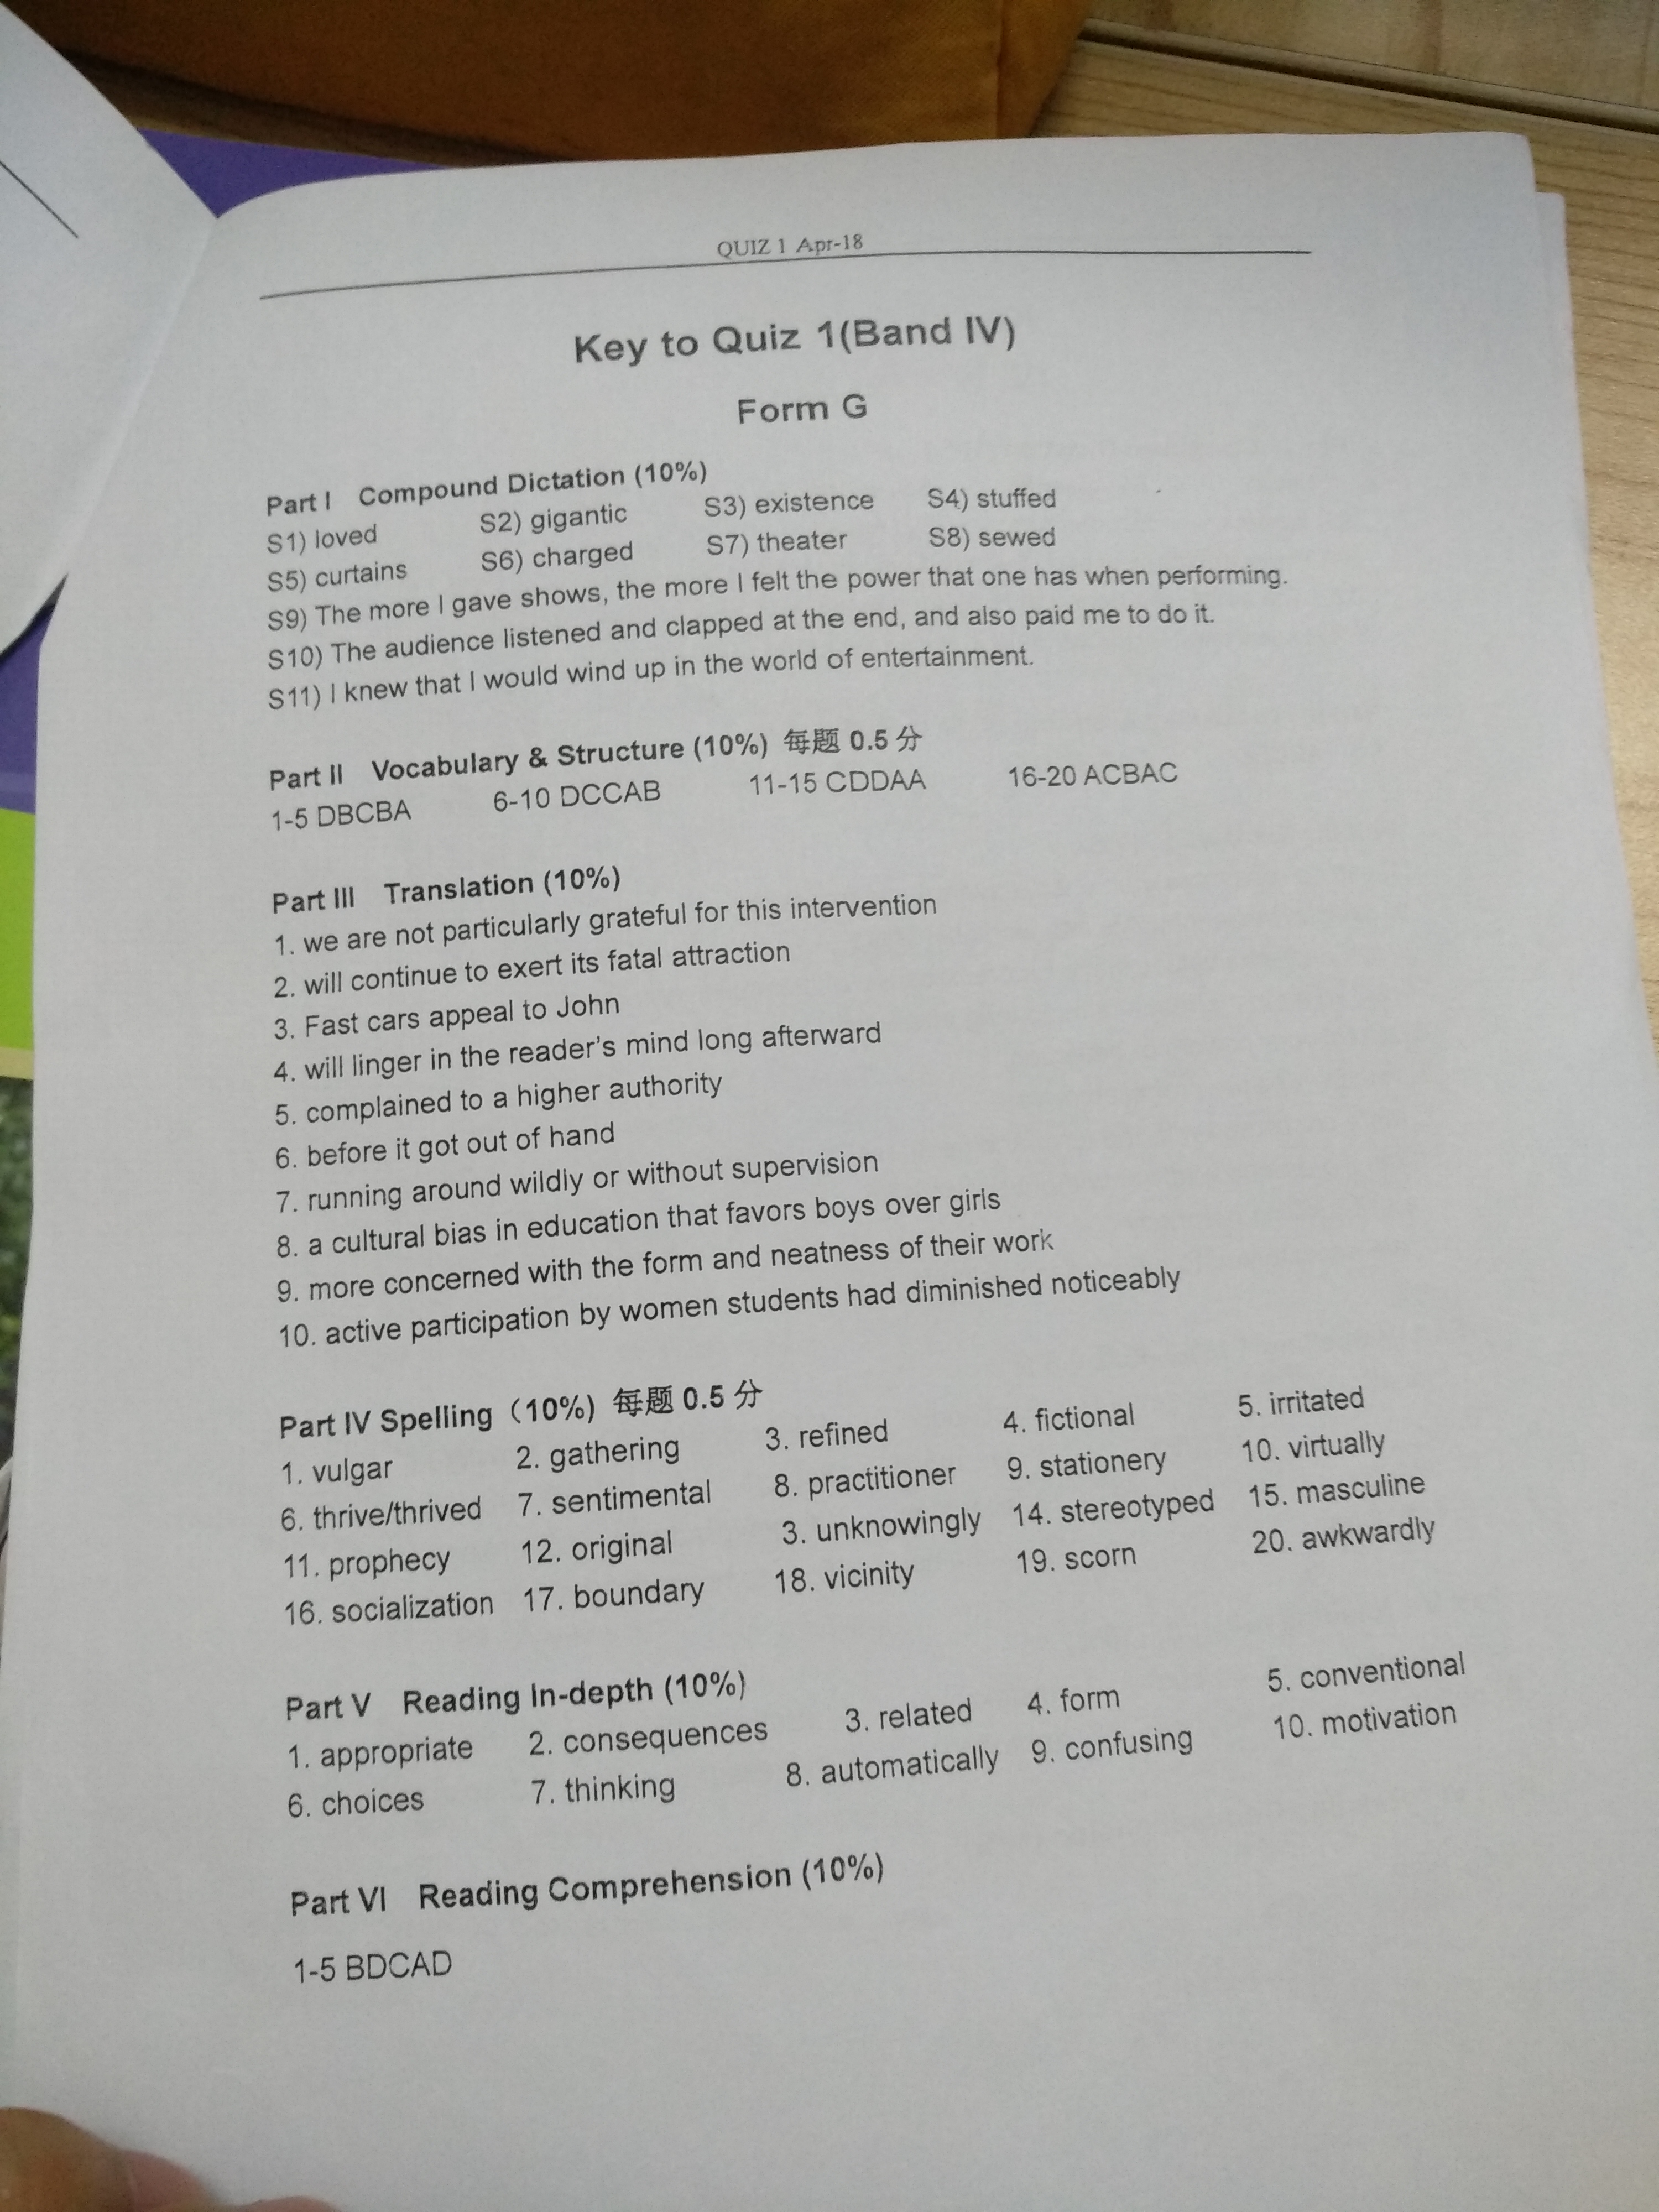 QUIZ 1 Apr-18
Key to Quiz 1(Band IV)
Form G
Part I Compound Dictation (10%)
S1) loved S2) gigantic S3) existence S4) stuffed
S5) curtains S6) charged S7) theater S8) sewed
S9) The more I gave shows, the more I felt the power that one has when performing.
S10) The audience listened and clapped at the end, and also paid me to do it.
S11) I knew that I would wind up in the world of entertainment.
Part II Vocabulary & Structure (10%) 每题 0.5 分
1-5 DBCBA 6-10 DCCAB 11-15 CDDAA 16-20 ACBAC
Part III Translation (10%)
1. we are not particularly grateful for this intervention
2. will continue to exert its fatal attraction
3. Fast cars appeal to John
4. will linger in the reader's mind long afterward
5. complained to a higher authority
6. before it got out of hand
7. running around wildly or without supervision
8. a cultural bias in education that favors boys over girls
9. more concerned with the form and neatness of their work
10. active participation by women students had diminished noticeably
Part IV Spelling（10%) 每题 0.5 分
1. vulgar 2. gathering 3. refined 4. fictional 5. irritated
6. thrive/thrived 7. sentimental 8. practitioner 9. stationery 10. virtually
11. prophecy 12. original 3. unknowingly 14. stereotyped 15. masculine
16. socialization 17. boundary 18. vicinity 19. scorn 20. awkwardly
Part V Reading In-depth (10%)
1. appropriate 2. consequences 3. related 4. form 5. conventional
6. choices 7. thinking 8. automatically 9. confusing 10. motivation
Part VI Reading Comprehension (10%)
1-5 BDCAD